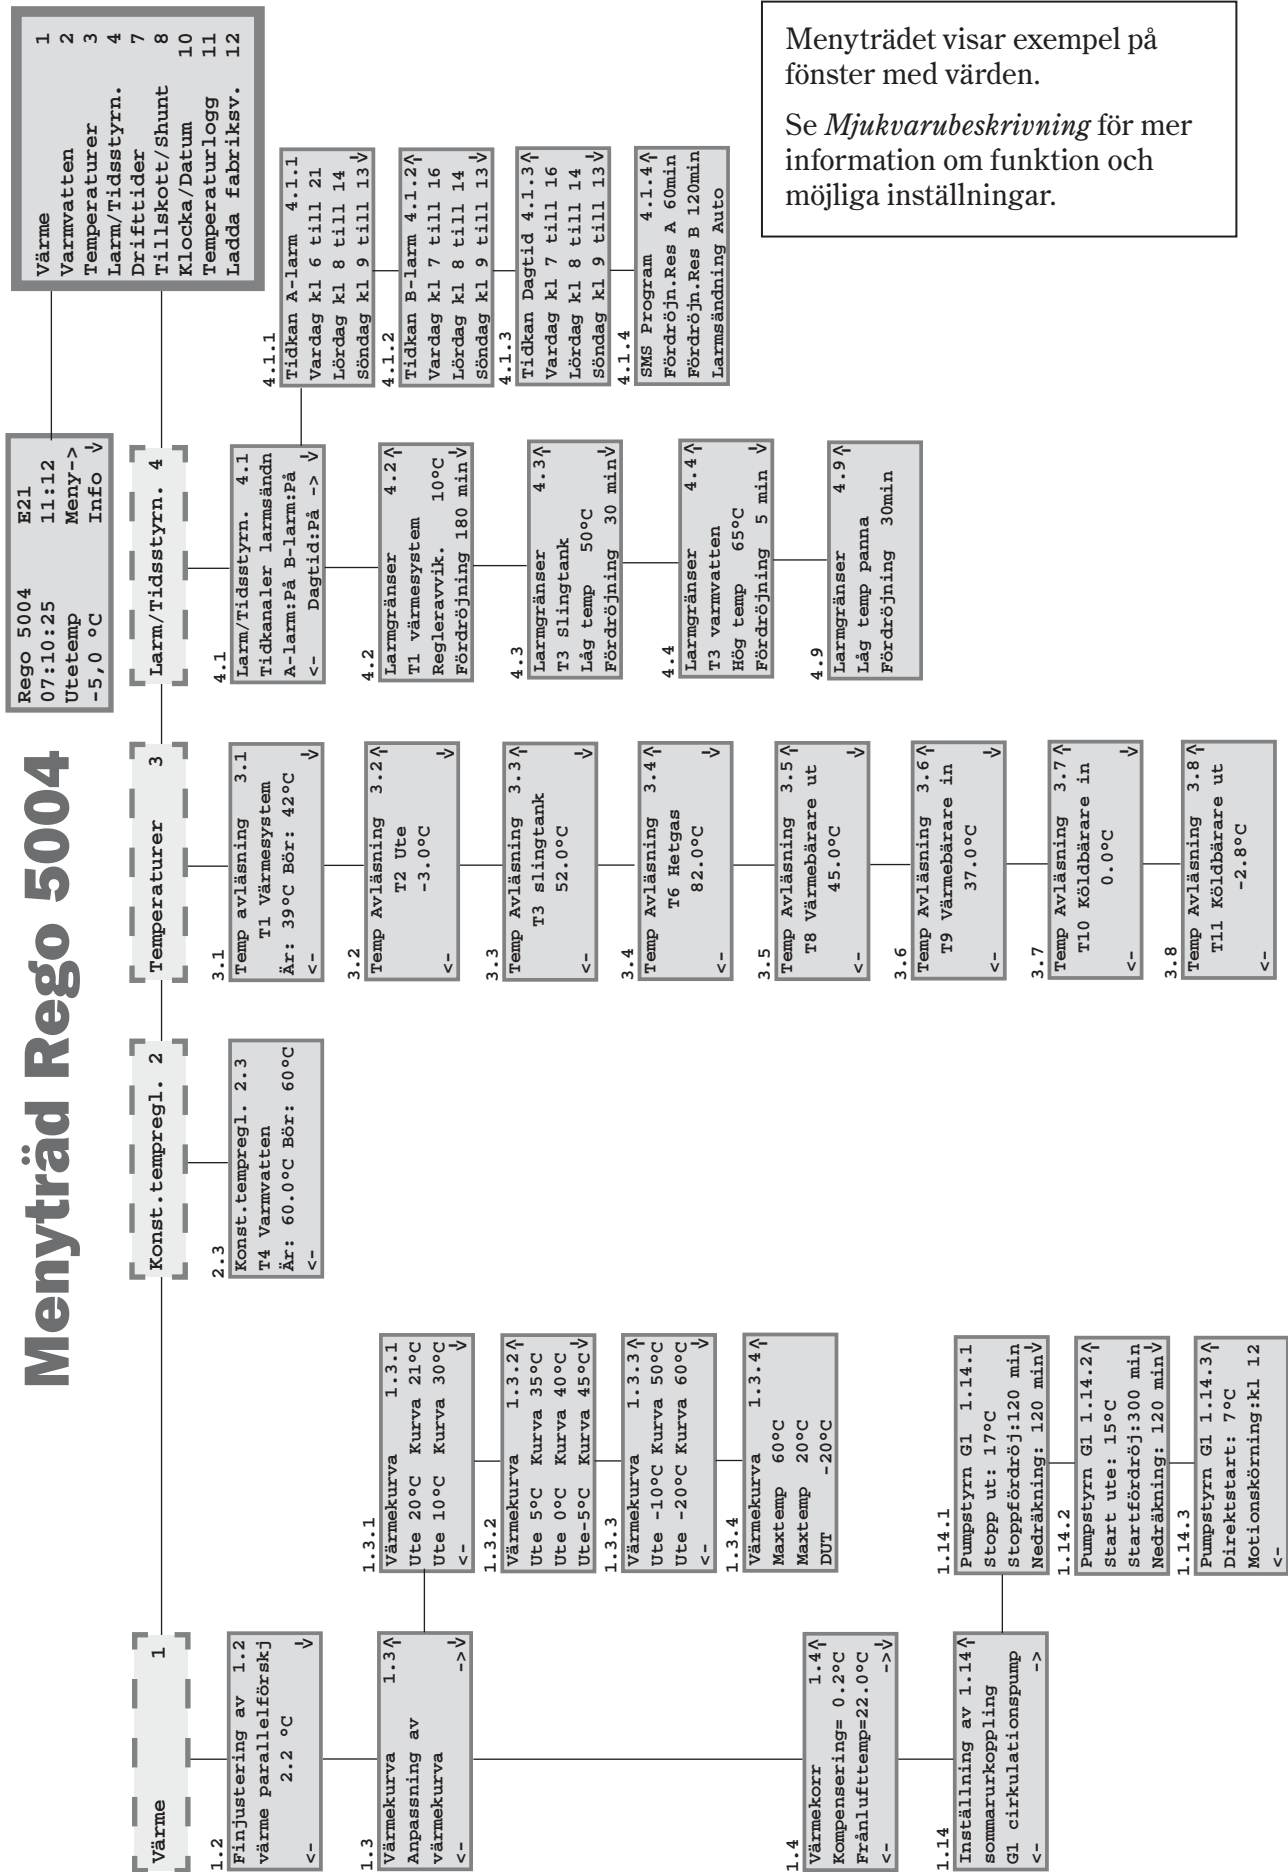 Menyträd Rego 5004
Rego 5004 E21
07:10:25 11:12
Utetemp Meny->
-5,0 °C Info
Värme 1
Varmvatten 2
Temperaturer 3
Larm/Tidsstyrn. 4
Drifttider 7
Tillskott/Shunt 8
Klocka/Datum 10
Temperaturlogg 11
Ladda fabriksv. 12
Värme 1
1.2
Finjustering av 1.2
värme parallelförskj
2.2 °C
<-
1.3
Värmekurva 1.3
Anpassning av
värmekurva
<- ->
1.3.1
Värmekurva 1.3.1
Ute 20°C Kurva 21°C
Ute 10°C Kurva 30°C
<-
1.3.2
Värmekurva 1.3.2
Ute 5°C Kurva 35°C
Ute 0°C Kurva 40°C
Ute-5°C Kurva 45°C
1.3.3
Värmekurva 1.3.3
Ute -10°C Kurva 50°C
Ute -20°C Kurva 60°C
<-
1.3.4
Värmekurva 1.3.4
Maxtemp 60°C
Maxtemp 20°C
DUT -20°C
1.4
Värmekorr 1.4
Kompensering= 0.2°C
Frånlufttemp=22.0°C
<- ->
1.14
Inställning av 1.14
sommarurkoppling
G1 cirkulationspump
<- ->
1.14.1
Pumpstyrn G1 1.14.1
Stopp ut: 17°C
Stoppfördröj:120 min
Nedräkning: 120 min
1.14.2
Pumpstyrn G1 1.14.2
Start ute: 15°C
Startfördröj:300 min
Nedräkning: 120 min
1.14.3
Pumpstyrn G1 1.14.3
Direktstart: 7°C
Motionskörning:kl 12
<-
Konst.tempregl. 2
2.3
Konst.tempregl. 2.3
T4 Varmvatten
Är: 60.0°C Bör: 60°C
<-
Temperaturer 3
3.1
Temp avläsning 3.1
T1 Värmesystem
Är: 39°C Bör: 42°C
<-
3.2
Temp Avläsning 3.2
T2 Ute
-3.0°C
<-
3.3
Temp Avläsning 3.3
T3 slingtank
52.0°C
<-
3.4
Temp Avläsning 3.4
T6 Hetgas
82.0°C
<-
3.5
Temp Avläsning 3.5
T8 Värmebärare ut
45.0°C
<-
3.6
Temp Avläsning 3.6
T9 Värmebärare in
37.0°C
<-
3.7
Temp Avläsning 3.7
T10 Köldbärare in
0.0°C
<-
3.8
Temp Avläsning 3.8
T11 Köldbärare ut
-2.8°C
<-
Larm/Tidsstyrn. 4
4.1
Larm/Tidsstyrn. 4.1
Tidkanaler larmsändn
A-larm:På B-larm:På
<- Dagtid:På ->
4.2
Larmgränser 4.2
T1 värmesystem
Regleravvik. 10°C
Fördröjning 180 min
4.3
Larmgränser 4.3
T3 Slingtank
Låg temp 50°C
Fördröjning 30 min
4.4
Larmgränser 4.4
T3 varmvatten
Hög temp 65°C
Fördröjning 5 min
4.9
Larmgränser 4.9
Låg temp panna
Fördröjning 30min
4.1.1
Tidkan A-larm 4.1.1
Vardag kl 6 till 21
Lördag kl 8 till 14
Söndag kl 9 till 13
4.1.2
Tidkan B-larm 4.1.2
Vardag kl 7 till 16
Lördag kl 8 till 14
Söndag kl 9 till 13
4.1.3
Tidkan Dagtid 4.1.3
Vardag kl 7 till 16
Lördag kl 8 till 14
Söndag kl 9 till 13
4.1.4
SMS Program 4.1.4
Fördröjn.Res A 60min
Fördröjn.Res B 120min
Larmsändning Auto
Menyträdet visar exempel på
fönster med värden.
Se Mjukvarubeskrivning för mer
information om funktion och
möjliga inställningar.